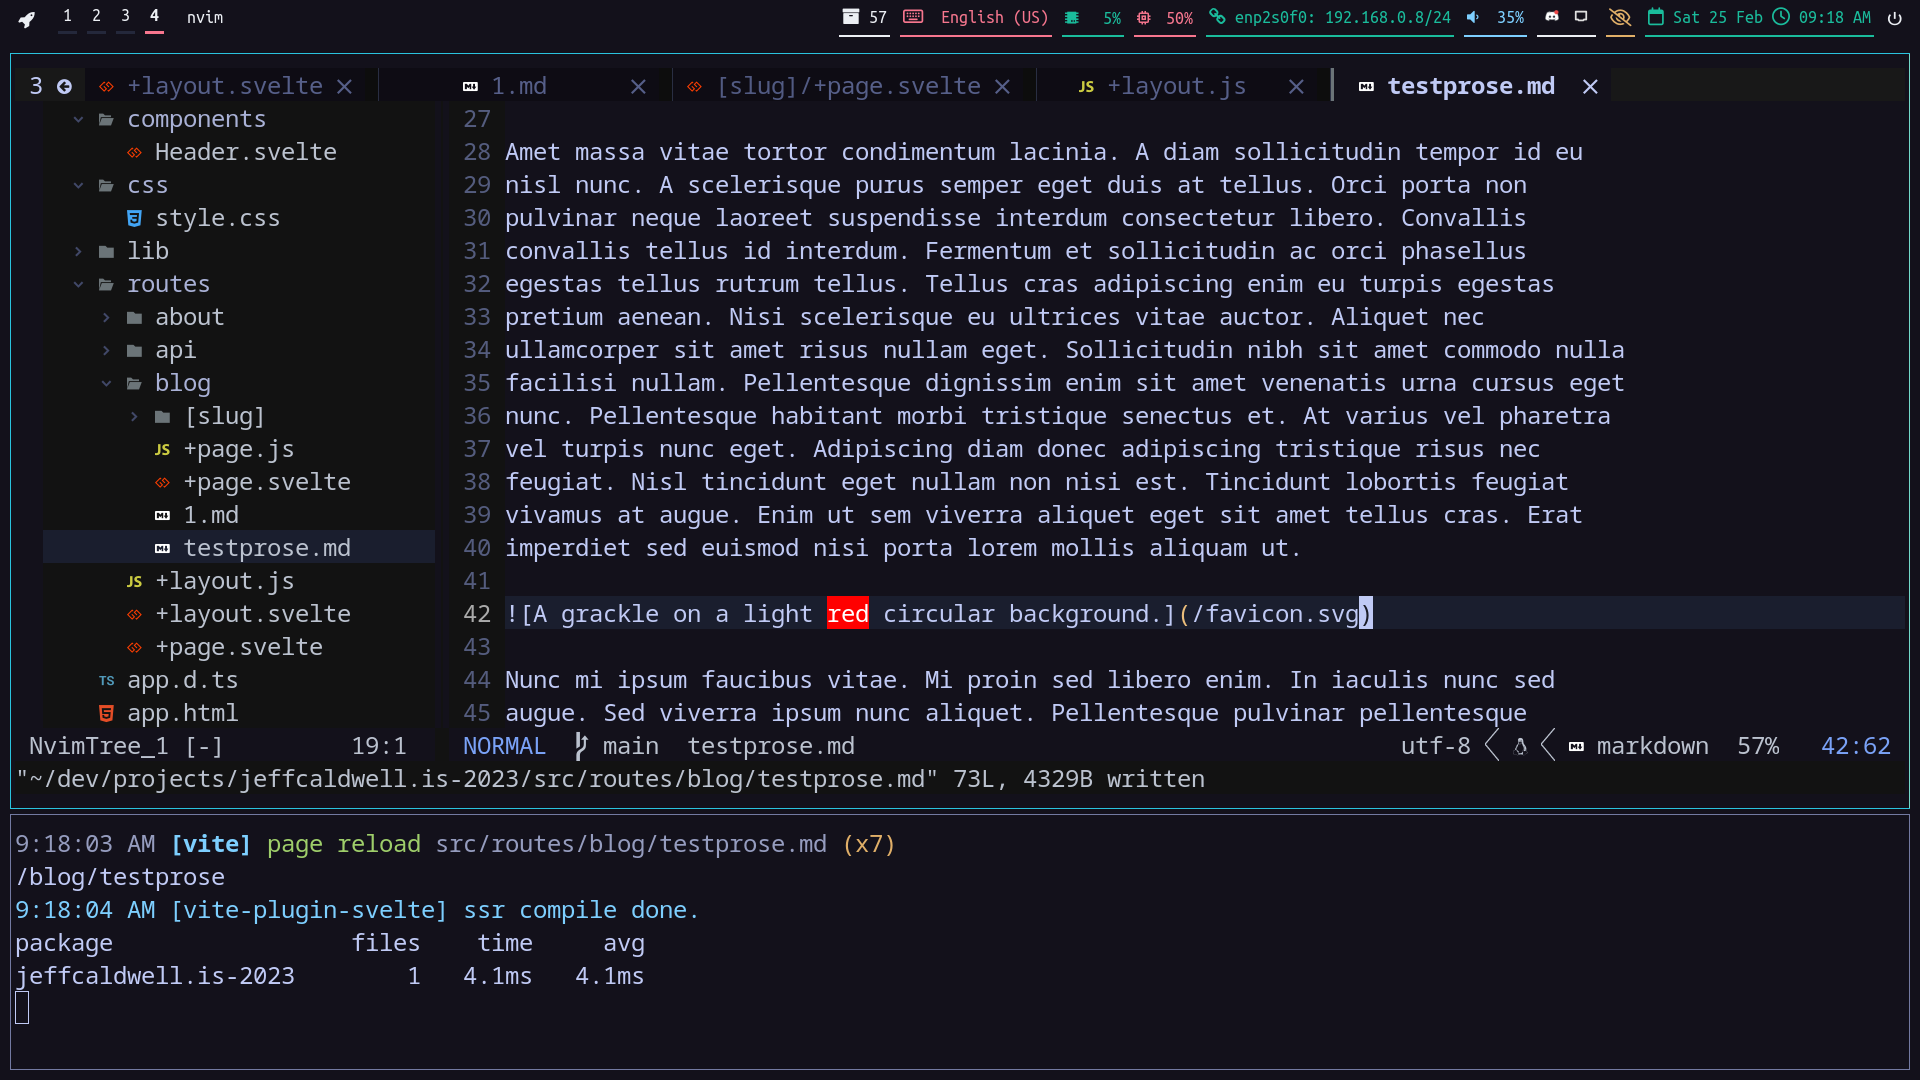 1 2 3 4 nvim 57 English (US) 5% 50% enp2s0f0: 192.168.0.8/24 35% Sat 25 Feb 09:18 AM
3 +layout.svelte 1.md [slug]/+page.svelte JS +layout.js testprose.md
components
Header.svelte
css
style.css
lib
routes
about
api
blog
[slug]
JS +page.js
+page.svelte
1.md
testprose.md
JS +layout.js
+layout.svelte
+page.svelte
TS app.d.ts
app.html
NvimTree_1 [-] 19:1
27
28 Amet massa vitae tortor condimentum lacinia. A diam sollicitudin tempor id eu
29 nisl nunc. A scelerisque purus semper eget duis at tellus. Orci porta non
30 pulvinar neque laoreet suspendisse interdum consectetur libero. Convallis
31 convallis tellus id interdum. Fermentum et sollicitudin ac orci phasellus
32 egestas tellus rutrum tellus. Tellus cras adipiscing enim eu turpis egestas
33 pretium aenean. Nisi scelerisque eu ultrices vitae auctor. Aliquet nec
34 ullamcorper sit amet risus nullam eget. Sollicitudin nibh sit amet commodo nulla
35 facilisi nullam. Pellentesque dignissim enim sit amet venenatis urna cursus eget
36 nunc. Pellentesque habitant morbi tristique senectus et. At varius vel pharetra
37 vel turpis nunc eget. Adipiscing diam donec adipiscing tristique risus nec
38 feugiat. Nisl tincidunt eget nullam non nisi est. Tincidunt lobortis feugiat
39 vivamus at augue. Enim ut sem viverra aliquet eget sit amet tellus cras. Erat
40 imperdiet sed euismod nisi porta lorem mollis aliquam ut.
41
42 ![A grackle on a light red circular background.](/favicon.svg)
43
44 Nunc mi ipsum faucibus vitae. Mi proin sed libero enim. In iaculis nunc sed
45 augue. Sed viverra ipsum nunc aliquet. Pellentesque pulvinar pellentesque
NORMAL main testprose.md utf-8 markdown 57% 42:62
"~/dev/projects/jeffcaldwell.is-2023/src/routes/blog/testprose.md" 73L, 4329B written
9:18:03 AM [vite] page reload src/routes/blog/testprose.md (x7)
/blog/testprose
9:18:04 AM [vite-plugin-svelte] ssr compile done.
package files time avg
jeffcaldwell.is-2023 1 4.1ms 4.1ms